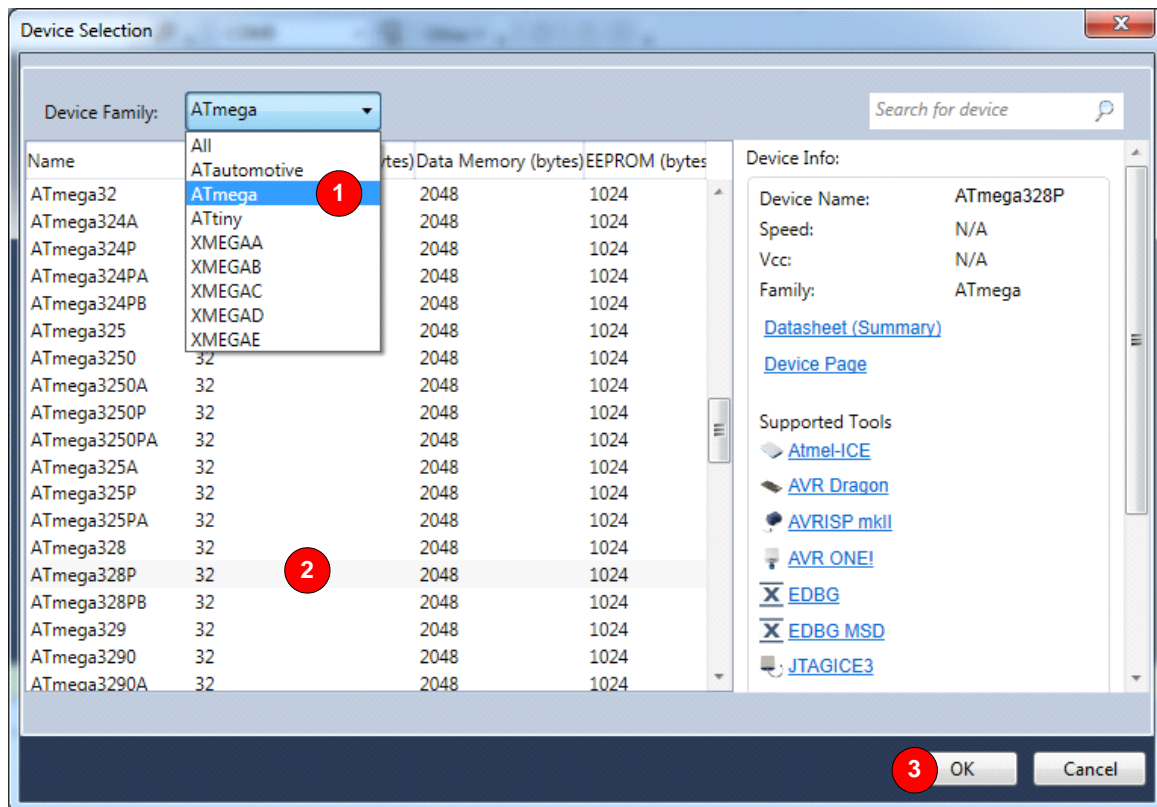 Device Selection
Device Family: ATmega
Search for device
All
ATautomotive
ATmega 1
ATtiny
XMEGAA
XMEGAB
XMEGAC
XMEGAD
XMEGAE
Name tes) Data Memory (bytes) EEPROM (bytes
ATmega32 2048 1024
ATmega324A 2048 1024
ATmega324P 2048 1024
ATmega324PA 2048 1024
ATmega324PB 2048 1024
ATmega325 2048 1024
ATmega3250 32 2048 1024
ATmega3250A 32 2048 1024
ATmega3250P 32 2048 1024
ATmega3250PA 32 2048 1024
ATmega325A 32 2048 1024
ATmega325P 32 2048 1024
ATmega325PA 32 2048 1024
ATmega328 32 2048 1024
ATmega328P 32 2 2048 1024
ATmega328PB 32 2048 1024
ATmega329 32 2048 1024
ATmega3290 32 2048 1024
ATmega3290A 32 2048 1024
Device Info:
Device Name: ATmega328P
Speed: N/A
Vcc: N/A
Family: ATmega
Datasheet (Summary)
Device Page
Supported Tools
Atmel-ICE
AVR Dragon
AVRISP mkII
AVR ONE!
EDBG
EDBG MSD
JTAGICE3
3 OK Cancel